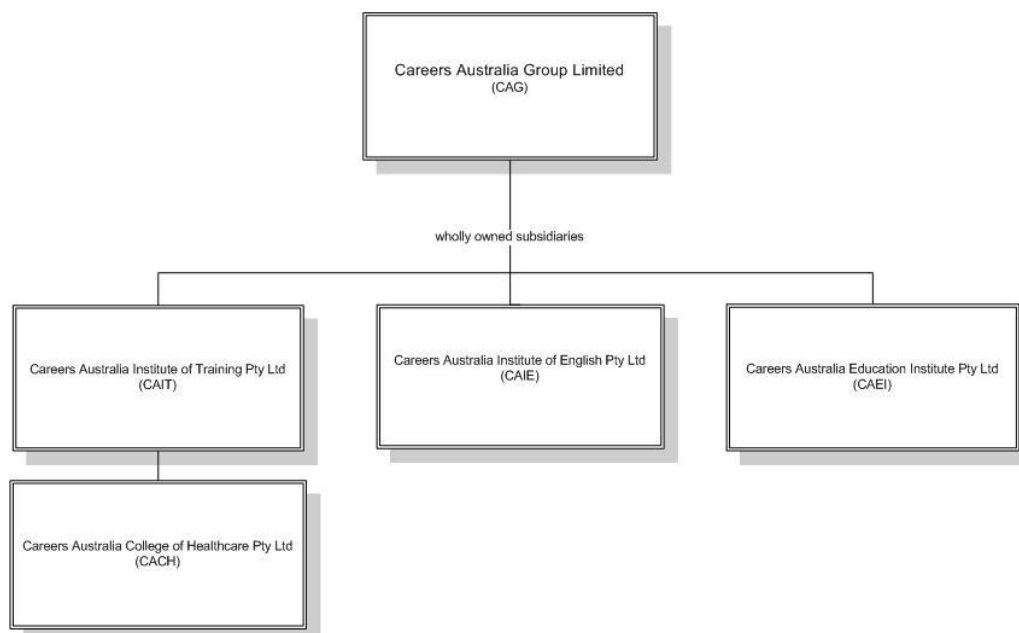 Careers Australia Group Limited
(CAG)
wholly owned subsidiaries
Careers Australia Institute of Training Pty Ltd
(CAIT)
Careers Australia Institute of English Pty Ltd
(CAIE)
Careers Australia Education Institute Pty Ltd
(CAEI)
Careers Australia College of Healthcare Pty Ltd
(CACH)